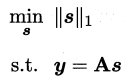 min ‖s‖₁
s
s.t. y = As